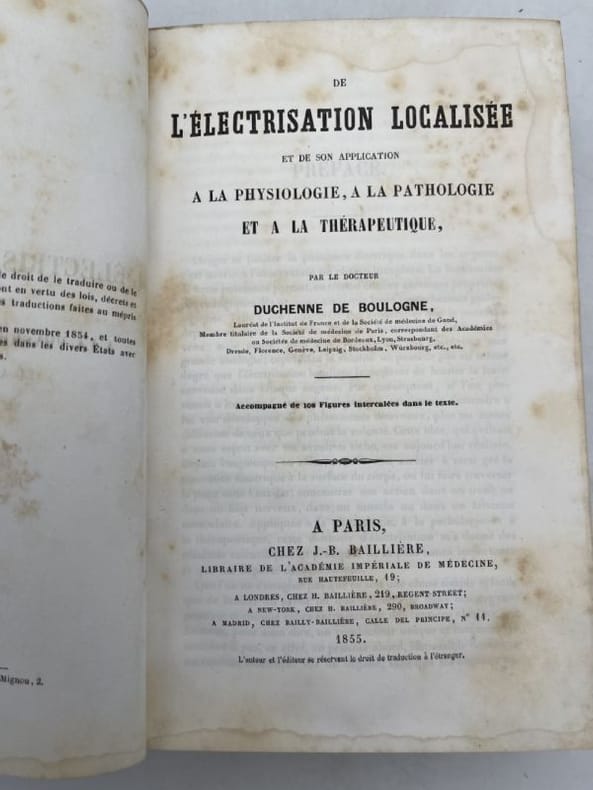 e droit de le traduire ou de le
nt en vertu des lois, décrets et
s traductions faites au mépris
en novembre 1854, et toutes
es dans les divers États avec
s.
Mignon, 2.
DE
L'ÉLECTRISATION LOCALISÉE
ET DE SON APPLICATION
A LA PHYSIOLOGIE, A LA PATHOLOGIE
ET A LA THÉRAPEUTIQUE,
PAR LE DOCTEUR
DUCHENNE DE BOULOGNE,
Lauréat de l'Institut de France et de la Société de médecine de Gand,
Membre titulaire de la Société de médecine de Paris, correspondant des Académies
ou Sociétés de médecine de Bordeaux, Lyon, Strasbourg,
Dresde, Florence, Genève, Leipzig, Stockholm, Würzbourg, etc., etc.
Accompagné de 108 Figures intercalées dans le texte.
A PARIS,
CHEZ J.-B. BAILLIÈRE,
LIBRAIRE DE L'ACADÉMIE IMPÉRIALE DE MÉDECINE,
RUE HAUTEFEUILLE, 19;
A LONDRES, CHEZ H. BAILLIÈRE, 219, REGENT-STREET;
A NEW-YORK, CHEZ H. BAILLIÈRE, 290, BROADWAY;
A MADRID, CHEZ BAILLY-BAILLIÈRE, CALLE DEL PRINCIPE, N° 11.
1855.
L'auteur et l'éditeur se réservent le droit de traduction à l'étranger.